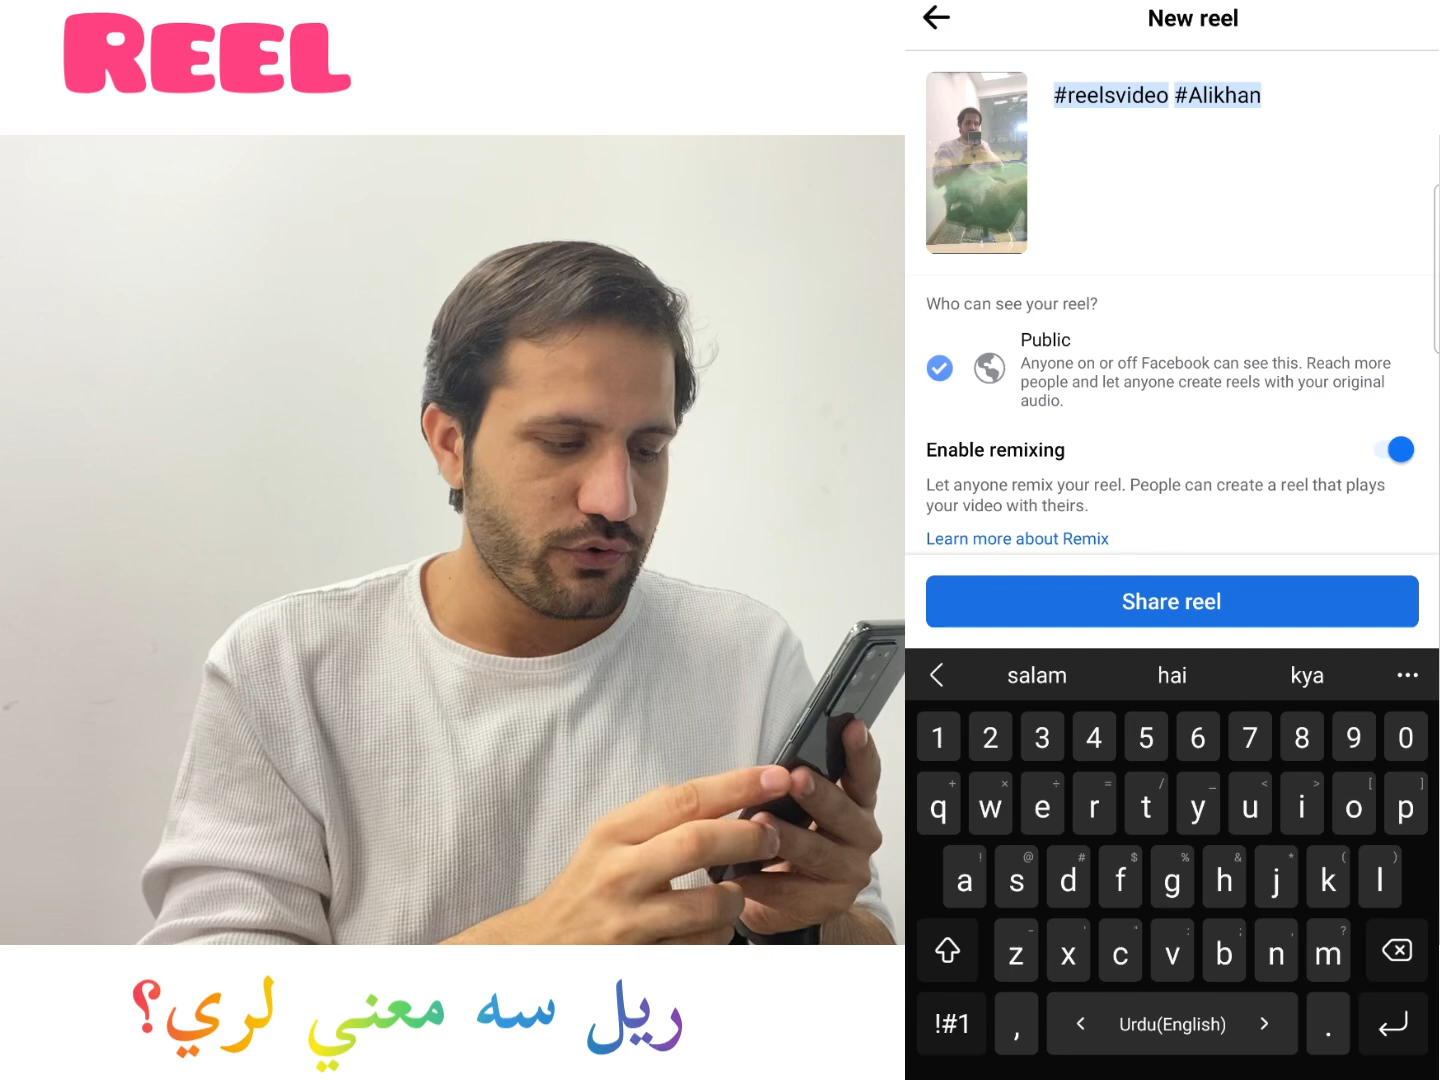 REEL
New reel
#reelsvideo #Alikhan
Who can see your reel?
Public
Anyone on or off Facebook can see this. Reach more
people and let anyone create reels with your original
audio.
Enable remixing
Let anyone remix your reel. People can create a reel that plays
your video with theirs.
Learn more about Remix
Share reel
salam hai kya ...
1 2 3 4 5 6 7 8 9 0
+ × ÷ = / _ < > [ ]
q w e r t y u i o p
! @ # $ % & * ( )
a s d f g h j k l
- ' " : ; , ?
z x c v b n m
!#1 , < Urdu(English) > .
ريل سه معني لري؟